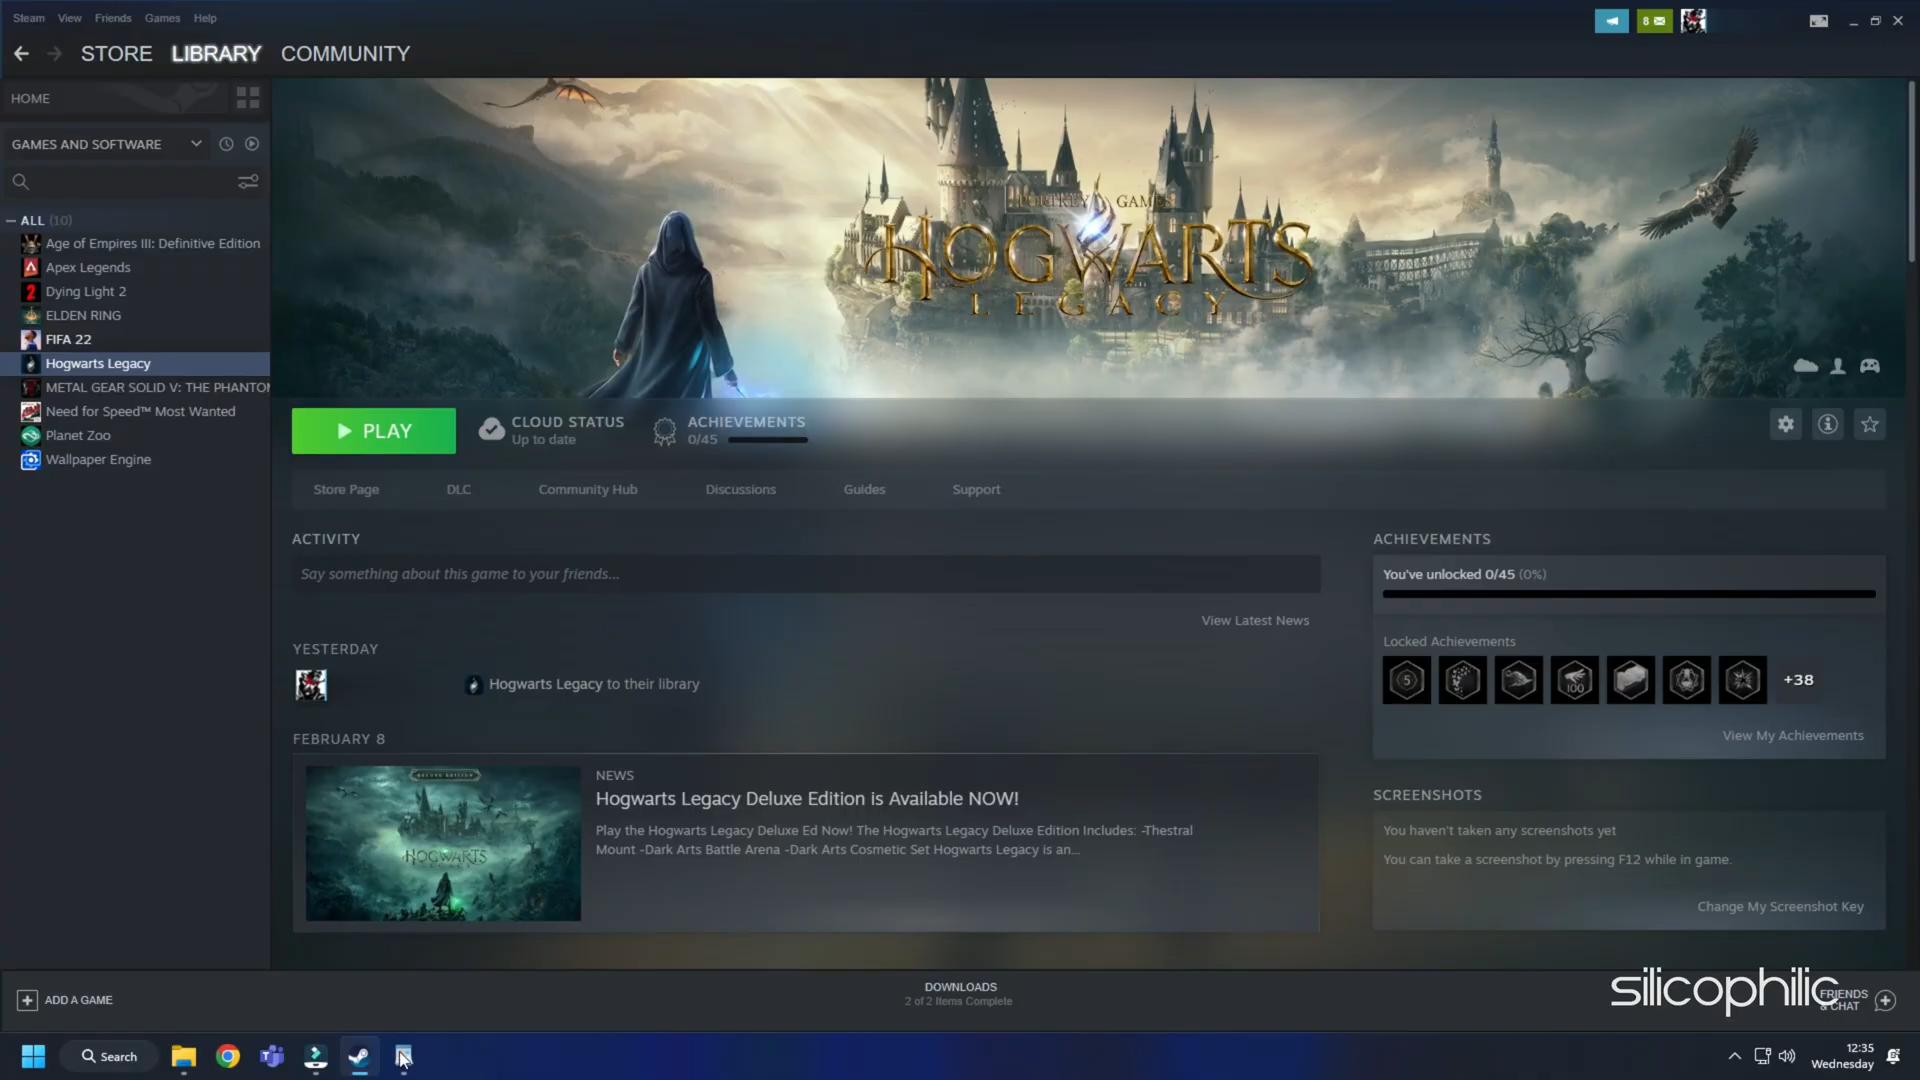 Steam View Friends Games Help
8
STORE LIBRARY COMMUNITY
HOME
GAMES AND SOFTWARE
ALL (10)
Age of Empires III: Definitive Edition
Apex Legends
Dying Light 2
ELDEN RING
FIFA 22
Hogwarts Legacy
METAL GEAR SOLID V: THE PHANTOM
Need for Speed™ Most Wanted
Planet Zoo
Wallpaper Engine
PORTKEY GAMES
HOGWARTS
LEGACY
PLAY
CLOUD STATUS
Up to date
ACHIEVEMENTS
0/45
Store Page DLC Community Hub Discussions Guides Support
ACTIVITY
Say something about this game to your friends...
View Latest News
YESTERDAY
Hogwarts Legacy to their library
FEBRUARY 8
DELUXE EDITION
HOGWARTS
LEGACY
NEWS
Hogwarts Legacy Deluxe Edition is Available NOW!
Play the Hogwarts Legacy Deluxe Ed Now! The Hogwarts Legacy Deluxe Edition Includes: -Thestral
Mount -Dark Arts Battle Arena -Dark Arts Cosmetic Set Hogwarts Legacy is an...
ACHIEVEMENTS
You've unlocked 0/45 (0%)
Locked Achievements
5
100
+38
View My Achievements
SCREENSHOTS
You haven't taken any screenshots yet
You can take a screenshot by pressing F12 while in game.
Change My Screenshot Key
ADD A GAME
DOWNLOADS
2 of 2 Items Complete
silicophilic
FRIENDS
& CHAT
Search
12:35
Wednesday